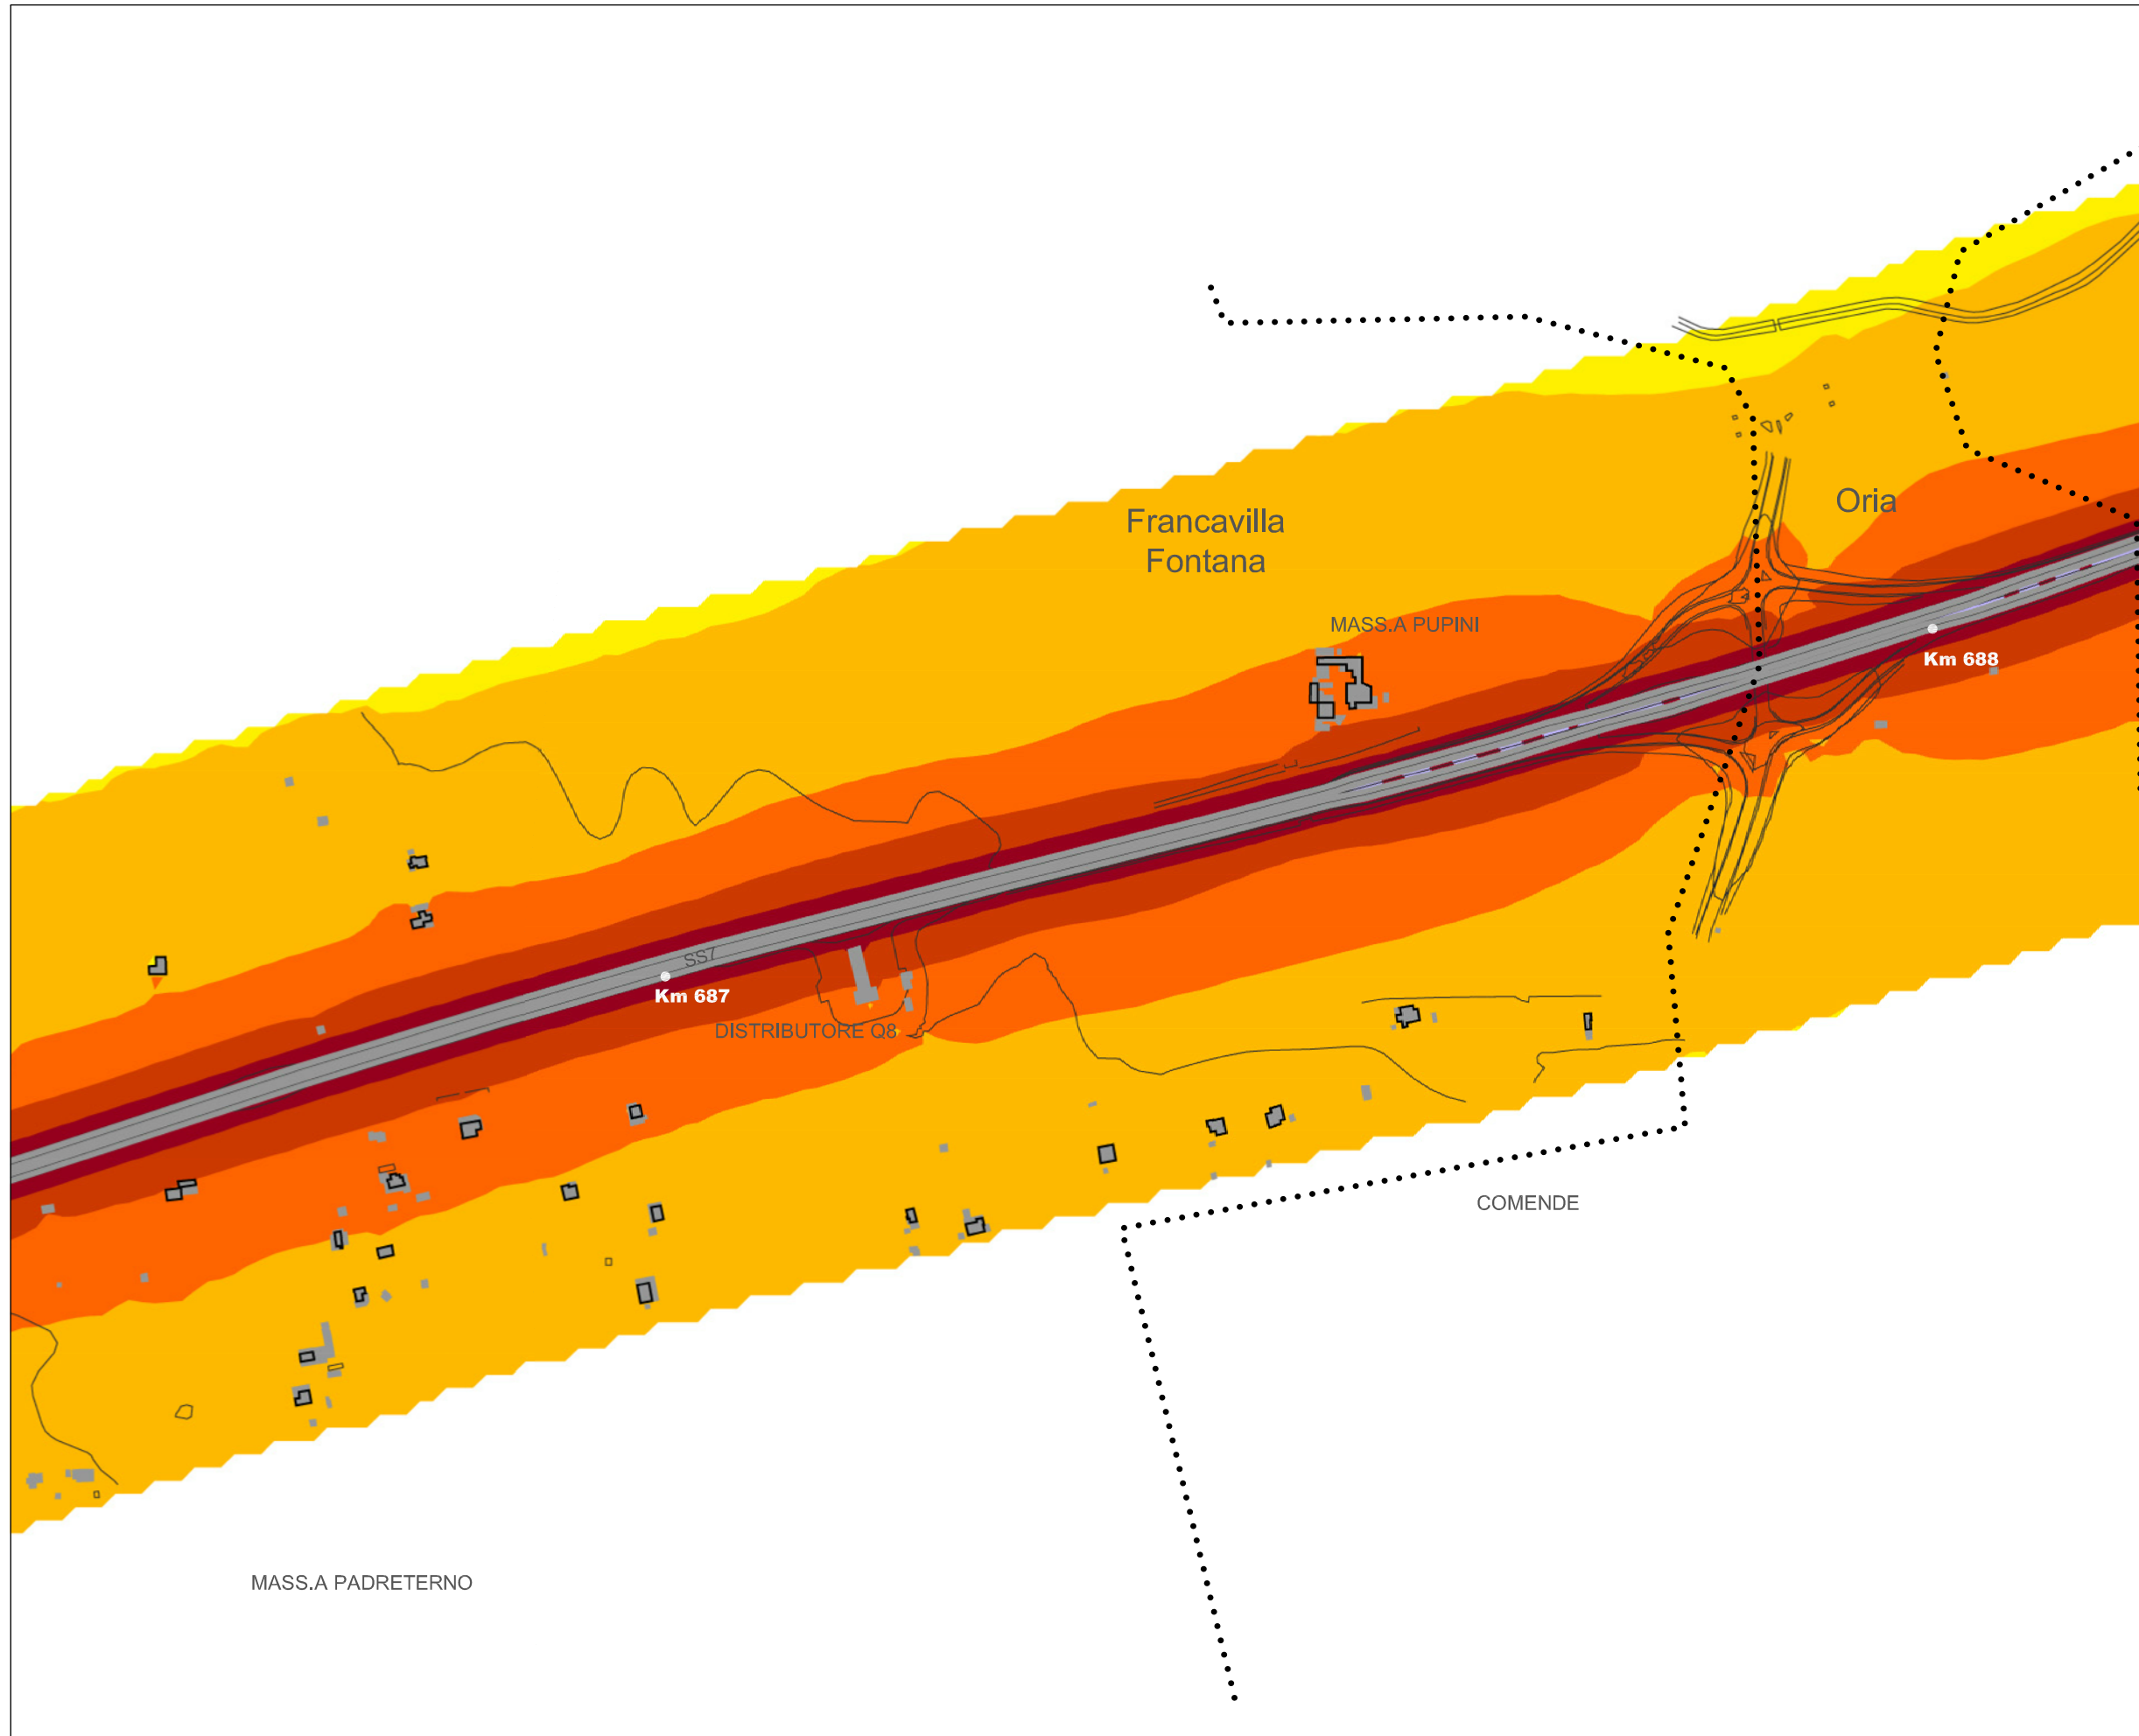 Francavilla
Fontana
Oria
MASS.A PUPINI
Km 688
SS7
Km 687
DISTRIBUTORE Q8
COMENDE
MASS.A PADRETERNO